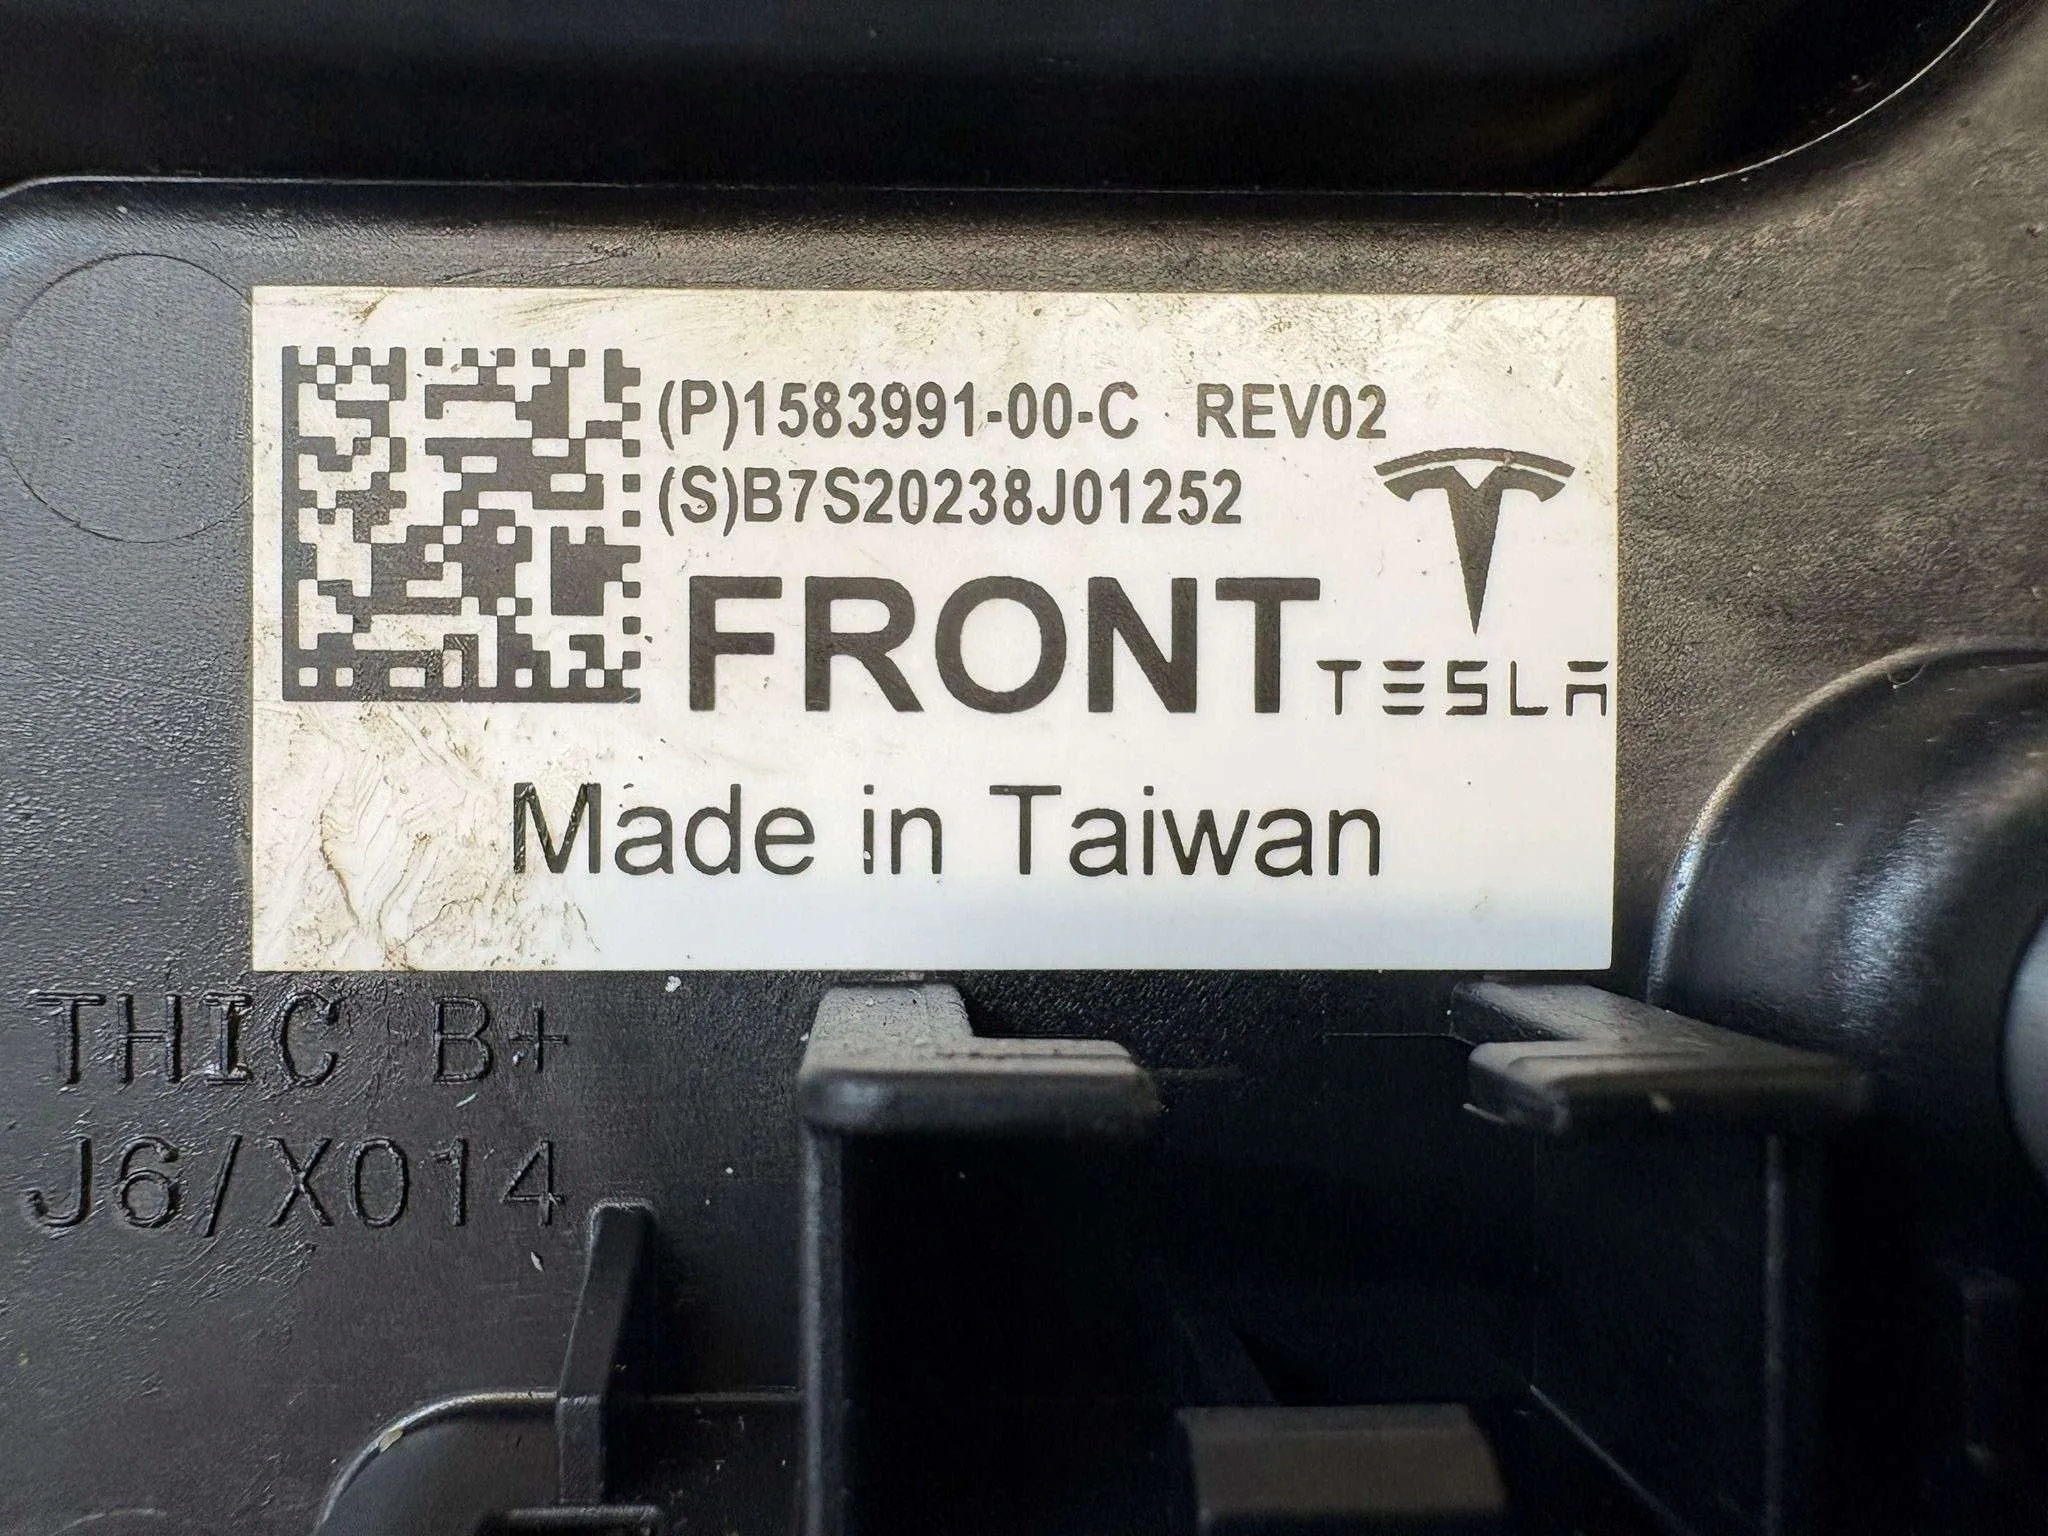 (P)1583991-00-C REV02
(S)B7S20238J01252
FRONT
TESLA
Made in Taiwan
THIC B+
J6/X014